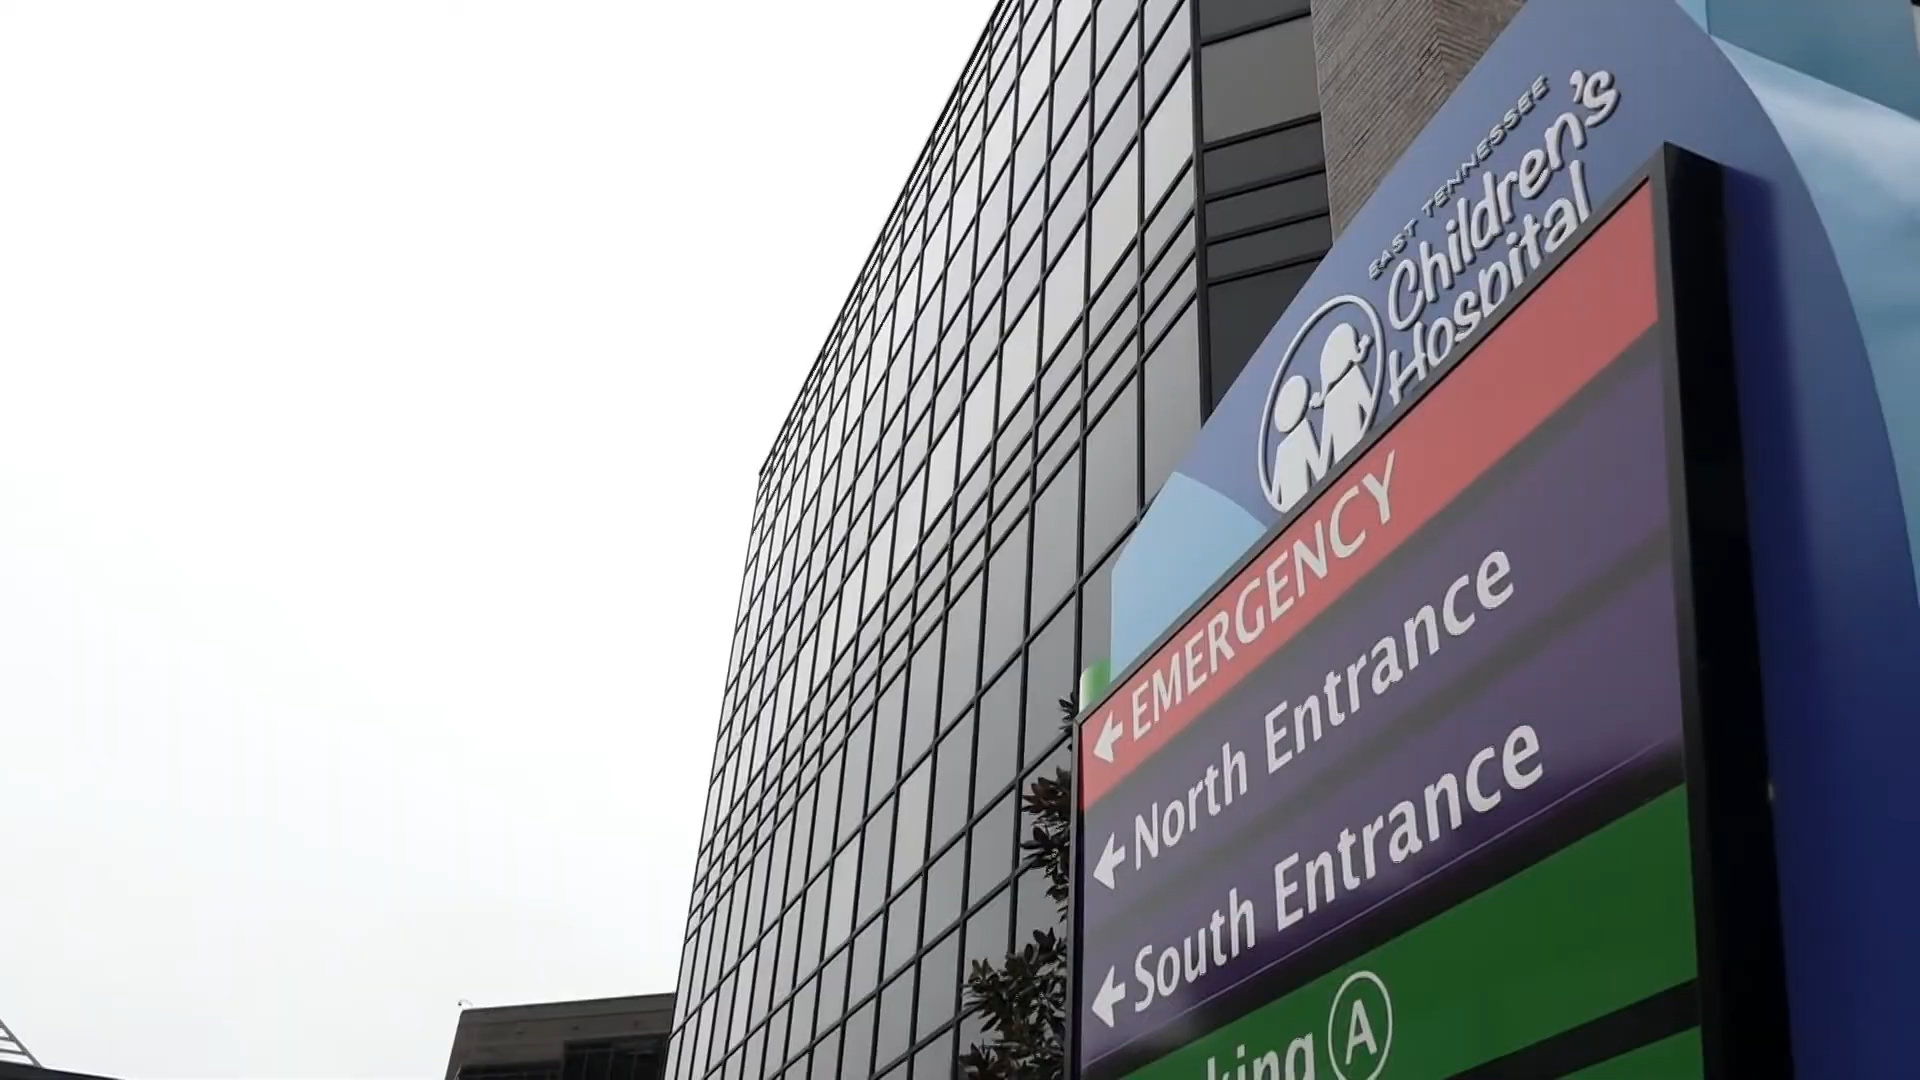 EAST TENNESSEE
Children's
Hospital
EMERGENCY
North Entrance
South Entrance
A